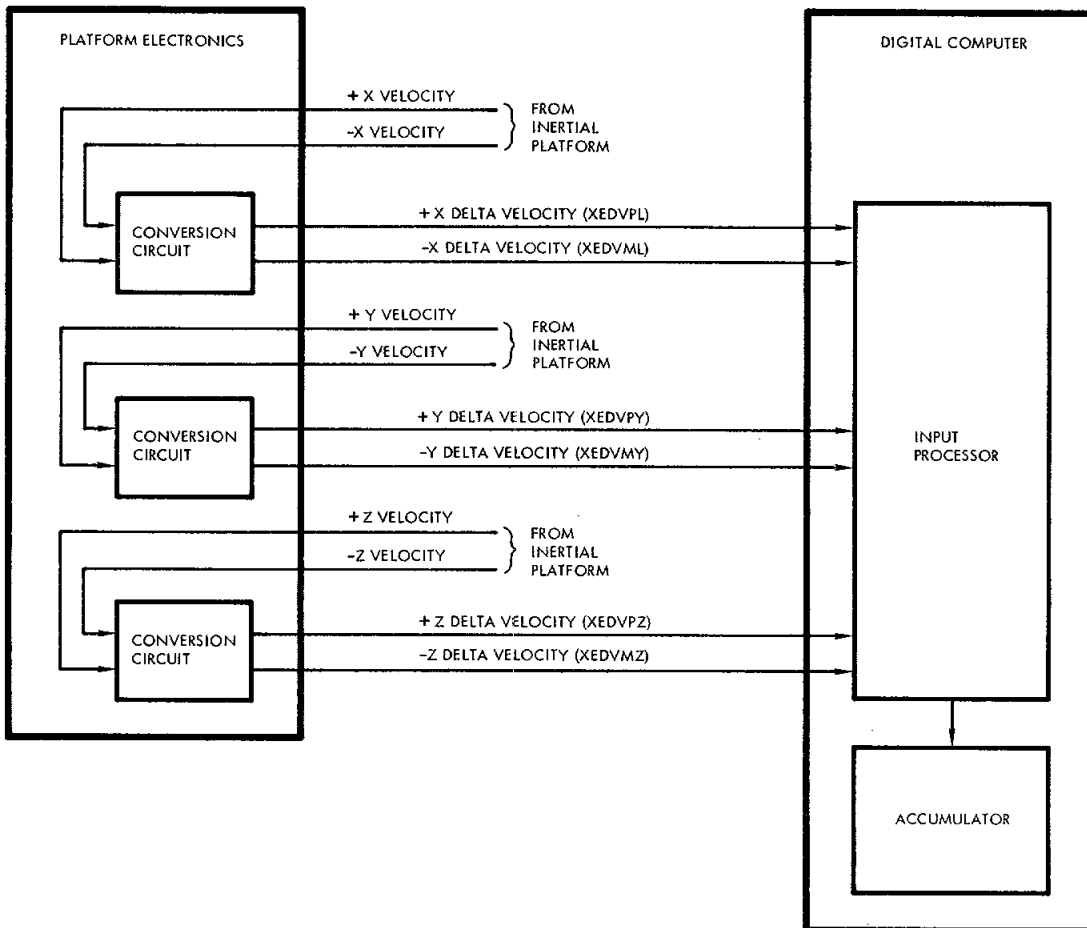 PLATFORM ELECTRONICS
DIGITAL COMPUTER
+ X VELOCITY
-X VELOCITY
FROM
INERTIAL
PLATFORM
CONVERSION
CIRCUIT
+ X DELTA VELOCITY (XEDVPL)
-X DELTA VELOCITY (XEDVML)
+ Y VELOCITY
-Y VELOCITY
FROM
INERTIAL
PLATFORM
CONVERSION
CIRCUIT
+ Y DELTA VELOCITY (XEDVPY)
-Y DELTA VELOCITY (XEDVMY)
INPUT
PROCESSOR
+ Z VELOCITY
-Z VELOCITY
FROM
INERTIAL
PLATFORM
CONVERSION
CIRCUIT
+ Z DELTA VELOCITY (XEDVPZ)
-Z DELTA VELOCITY (XEDVMZ)
ACCUMULATOR